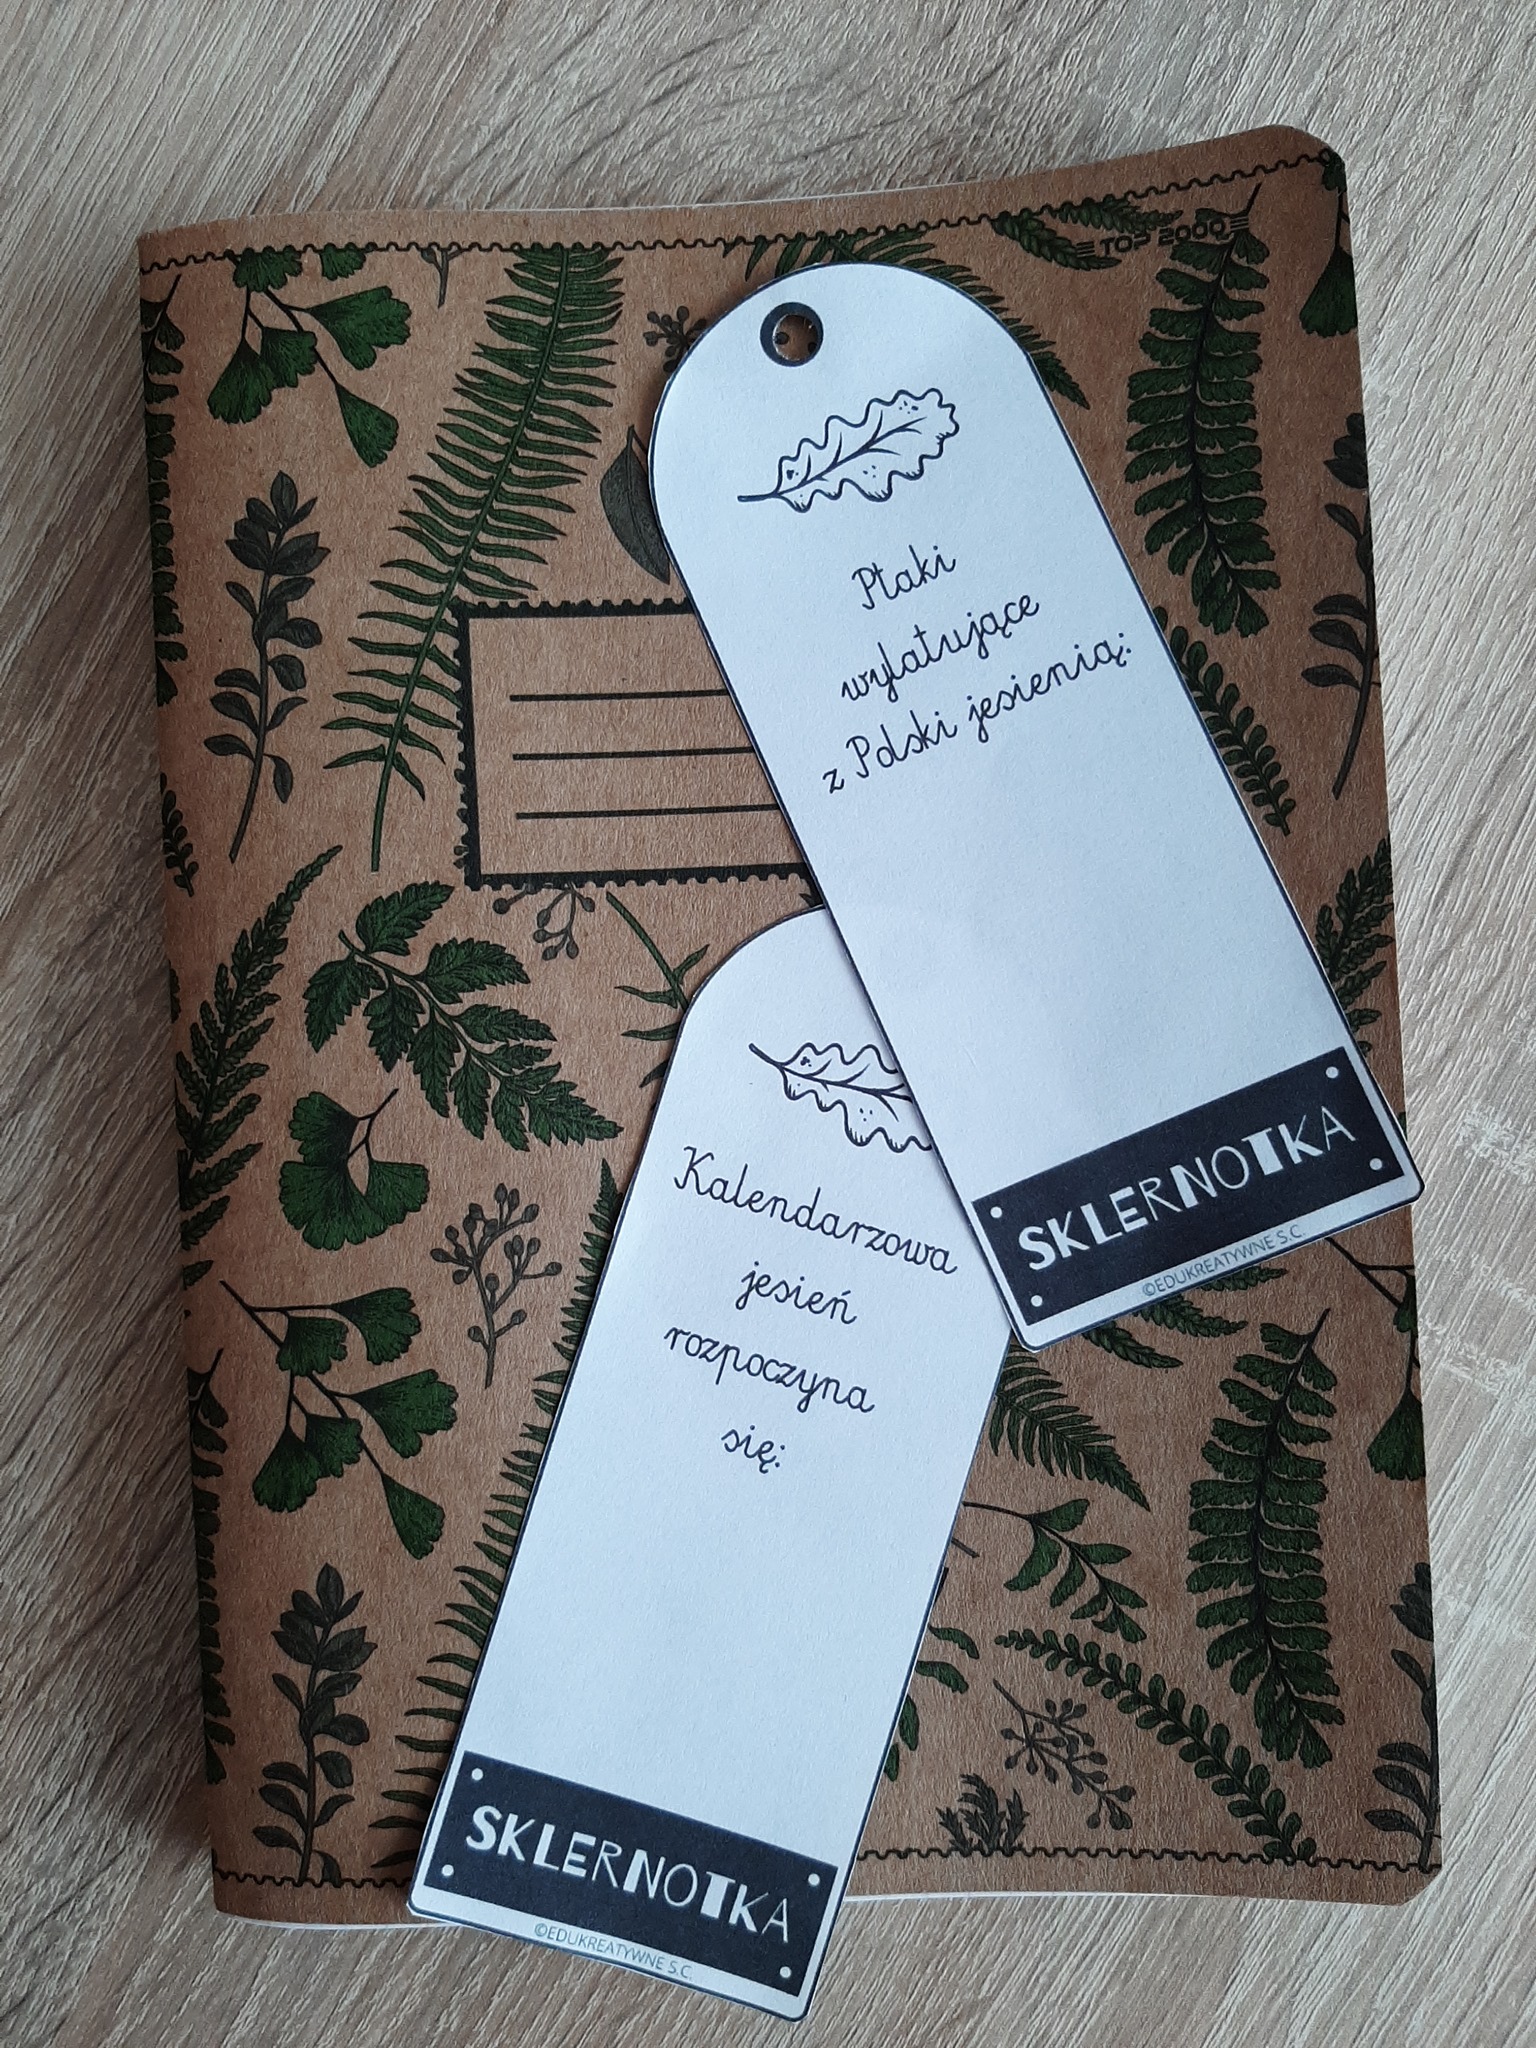 TOP 2000
Ptaki
wylatujące
z Polski jesienią:
SKLERNOTKA
©EDUKREATYWNE S.C.
Kalendarzowa
jesień
rozpoczyna
się:
SKLERNOTKA
©EDUKREATYWNE S.C.